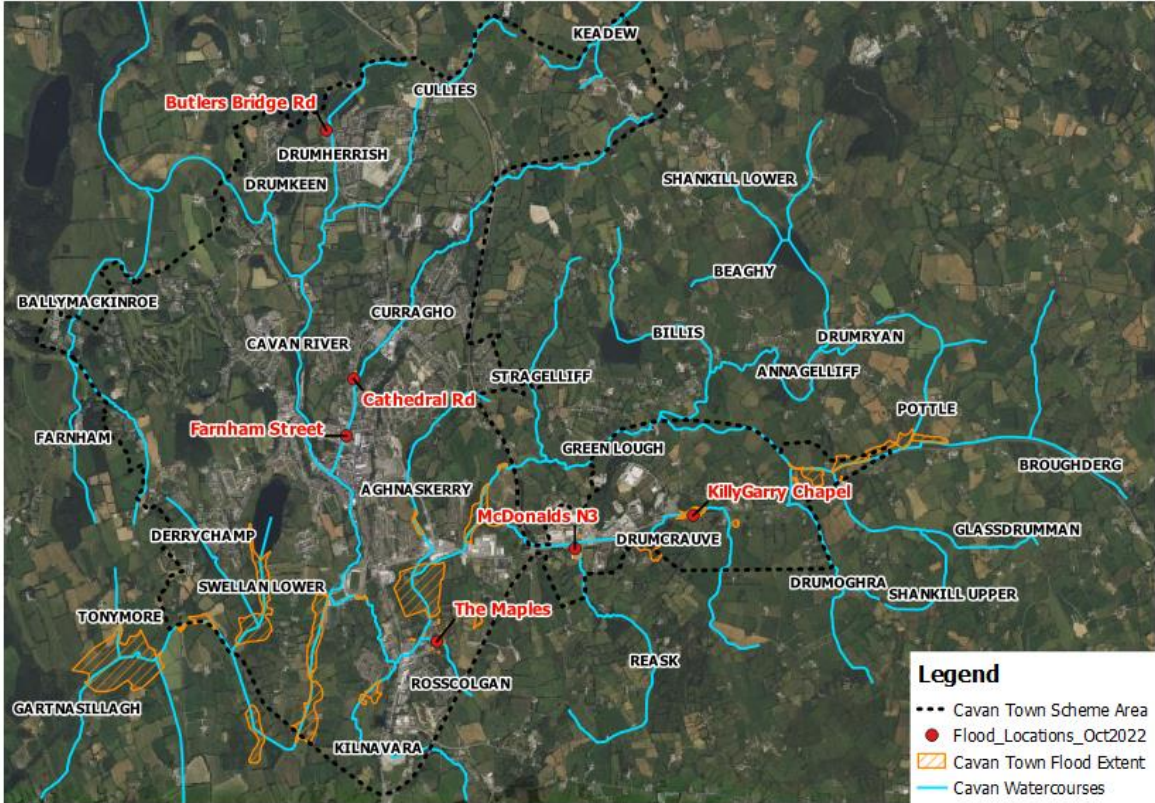 KEADEW
CULLIES
Butlers Bridge Rd
DRUMHERRISH
DRUMKEEN
SHANKILL LOWER
BEAGHY
BALLYMACKINROE
CURRAGHO
CAVAN RIVER
BILLIS
DRUMRYAN
ANNAGELLIFF
STRAGELLIFF
Cathedral Rd
POTTLE
Farnham Street
FARNHAM
GREEN LOUGH
BROUGHDERG
AGHNASKERRY
KillyGarry Chapel
McDonalds N3
GLASSDRUMMAN
DERRYCHAMP
DRUMCRAUVE
SWELLAN LOWER
DRUMOGHRA
SHANKILL UPPER
TONYMORE
The Maples
REASK
ROSSCOLGAN
GARTNASILLAGH
KILNAVARA
Legend
Cavan Town Scheme Area
Flood_Locations_Oct2022
Cavan Town Flood Extent
Cavan Watercourses